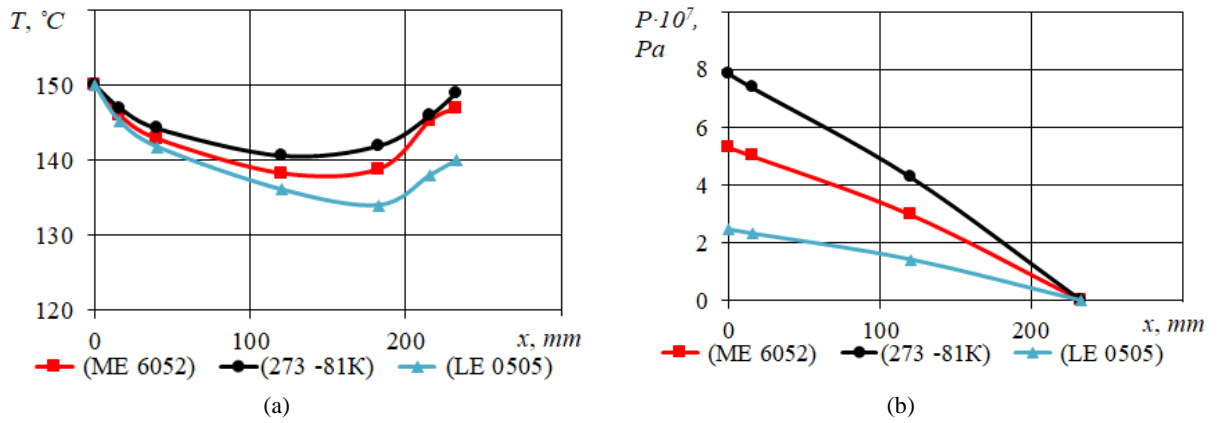 T, °C
150
140
130
120
0
100
200
x, mm
(ME 6052)
(273 -81K)
(LE 0505)
(a)
P·10⁷,
Pa
8
6
4
2
0
0
100
200
x, mm
(ME 6052)
(273 -81K)
(LE 0505)
(b)